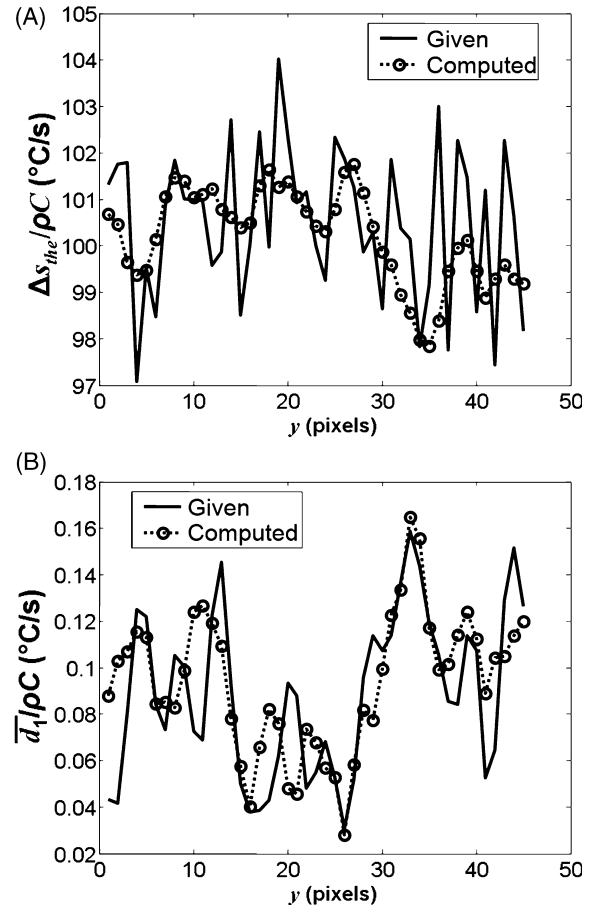 (A)
105
104
103
102
101
100
99
98
97
Δs_the/ρC (°C/s)
Given
Computed
0 10 20 30 40 50
y (pixels)
(B)
0.18
0.16
0.14
0.12
0.1
0.08
0.06
0.04
0.02
d̅₁/ρC (°C/s)
Given
Computed
0 10 20 30 40 50
y (pixels)